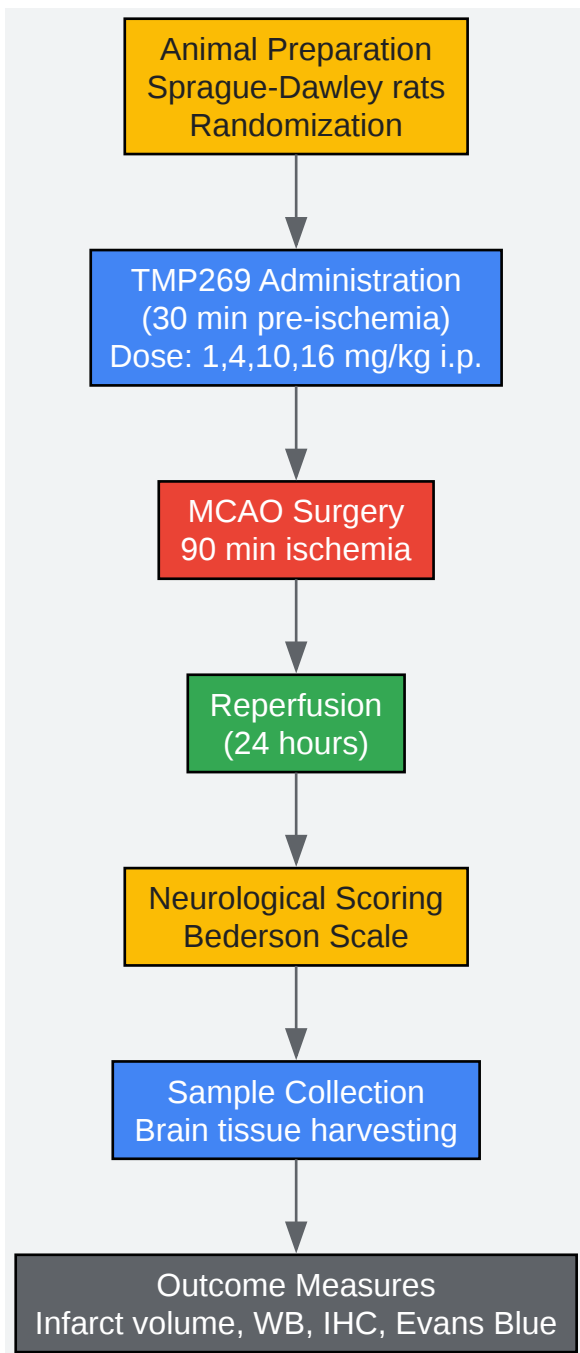 Animal Preparation
Sprague-Dawley rats
Randomization
TMP269 Administration
(30 min pre-ischemia)
Dose: 1,4,10,16 mg/kg i.p.
MCAO Surgery
90 min ischemia
Reperfusion
(24 hours)
Neurological Scoring
Bederson Scale
Sample Collection
Brain tissue harvesting
Outcome Measures
Infarct volume, WB, IHC, Evans Blue